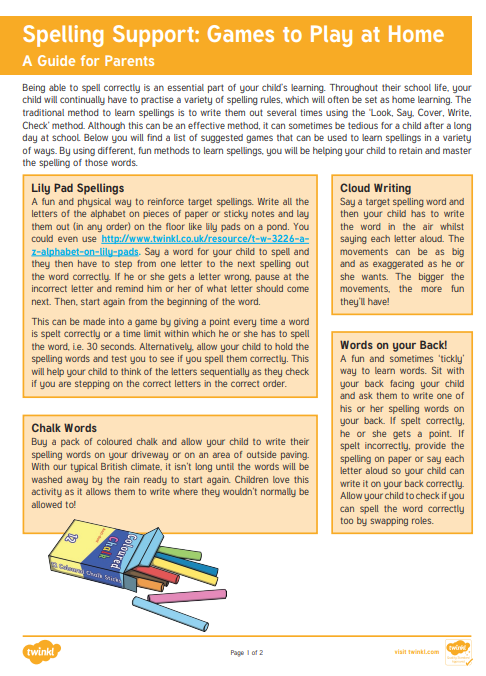 Spelling Support: Games to Play at Home
A Guide for Parents
Being able to spell correctly is an essential part of your child's learning. Throughout their school life, your
child will continually have to practise a variety of spelling rules, which will often be set as home learning. The
traditional method to learn spellings is to write them out several times using the 'Look, Say, Cover, Write,
Check' method. Although this can be an effective method, it can sometimes be tedious for a child after a long
day at school. Below you will find a list of suggested games that can be used to learn spellings in a variety
of ways. By using different, fun methods to learn spellings, you will be helping your child to retain and master
the spelling of those words.
Lily Pad Spellings
A fun and physical way to reinforce target spellings. Write all the
letters of the alphabet on pieces of paper or sticky notes and lay
them out (in any order) on the floor like lily pads on a pond. You
could even use http://www.twinkl.co.uk/resource/t-w-3226-a-
z-alphabet-on-lily-pads. Say a word for your child to spell and
they then have to step from one letter to the next spelling out
the word correctly. If he or she gets a letter wrong, pause at the
incorrect letter and remind him or her of what letter should come
next. Then, start again from the beginning of the word.
This can be made into a game by giving a point every time a word
is spelt correctly or a time limit within which he or she has to spell
the word, i.e. 30 seconds. Alternatively, allow your child to hold the
spelling words and test you to see if you spell them correctly. This
will help your child to think of the letters sequentially as they check
if you are stepping on the correct letters in the correct order.
Chalk Words
Buy a pack of coloured chalk and allow your child to write their
spelling words on your driveway or on an area of outside paving.
With our typical British climate, it isn't long until the words will be
washed away by the rain ready to start again. Children love this
activity as it allows them to write where they wouldn't normally be
allowed to!
Cloud Writing
Say a target spelling word and
then your child has to write
the word in the air whilst
saying each letter aloud. The
movements can be as big
and as exaggerated as he or
she wants. The bigger the
movements, the more fun
they'll have!
Words on your Back!
A fun and sometimes 'tickly'
way to learn words. Sit with
your back facing your child
and ask them to write one of
his or her spelling words on
your back. If spelt correctly,
he or she gets a point. If
spelt incorrectly, provide the
spelling on paper or say each
letter aloud so your child can
write it on your back correctly.
Allow your child to check if you
can spell the word correctly
too by swapping roles.
12
Coloured
Chalk
12 Coloured Chalk Sticks
twinkl
Page 1 of 2
visit twinkl.com
twinkl